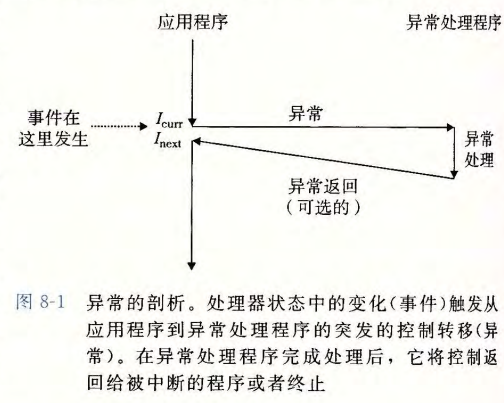 应用程序
异常处理程序
事件在
这里发生
Icurr
Inext
异常
异常
处理
异常返回
(可选的)
图 8-1 异常的剖析。处理器状态中的变化(事件)触发从
应用程序到异常处理程序的突发的控制转移(异
常)。在异常处理程序完成处理后，它将控制返
回给被中断的程序或者终止